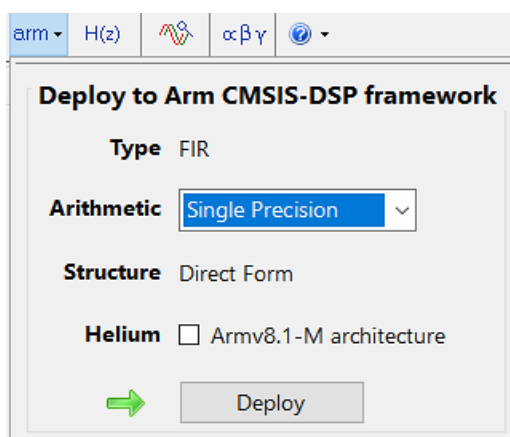 arm H(z) αβγ ?
Deploy to Arm CMSIS-DSP framework
Type FIR
Arithmetic Single Precision
Structure Direct Form
Helium Armv8.1-M architecture
Deploy